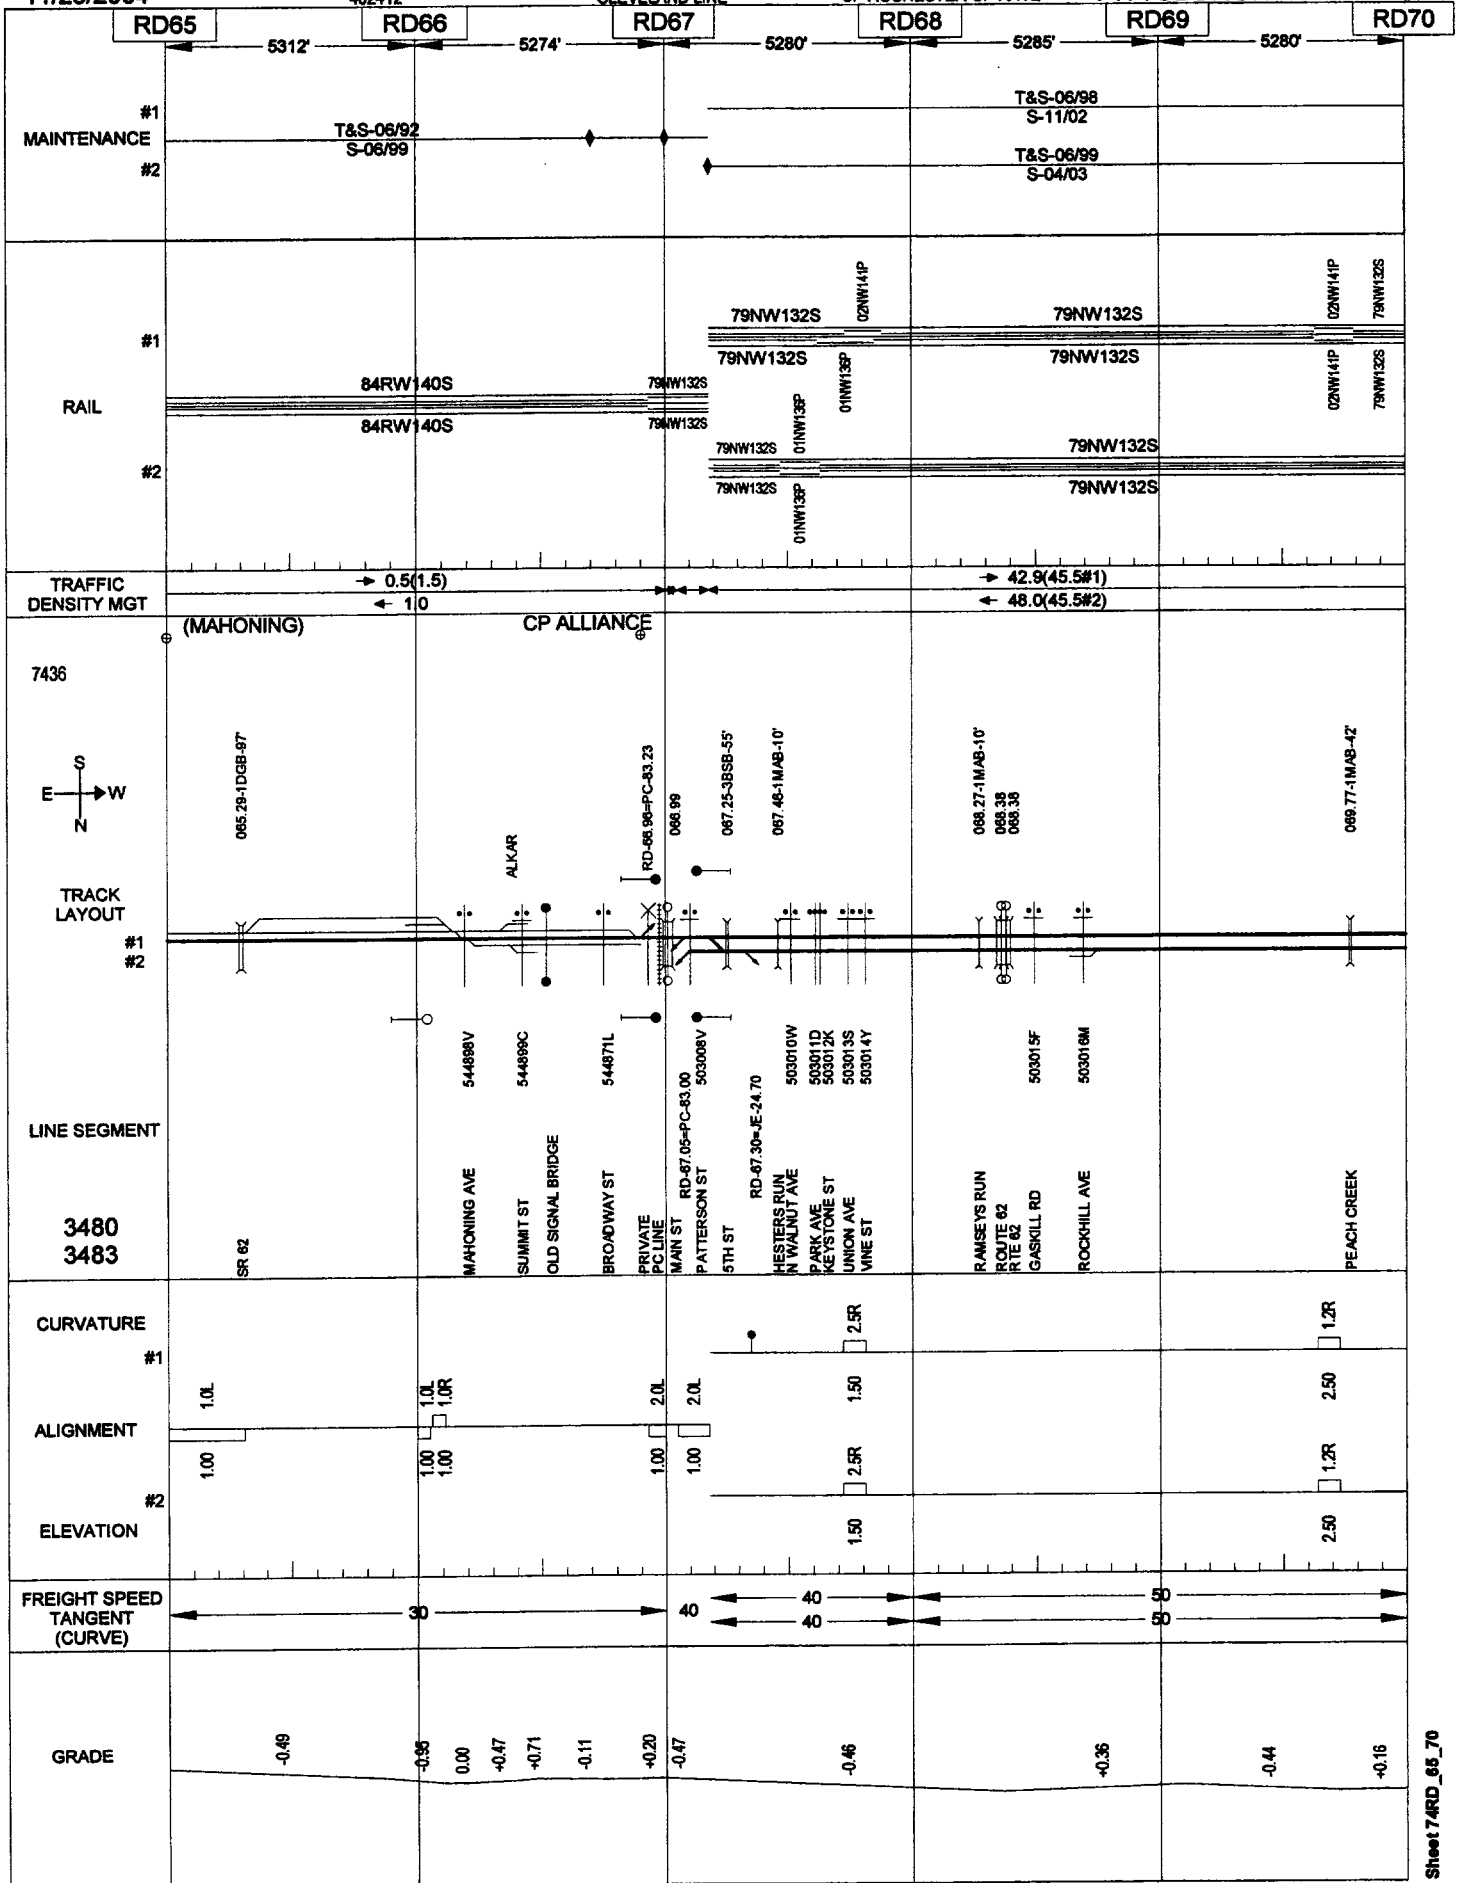 RD65 RD66 RD67 RD68 RD69 RD70
5312' 5274' 5280' 5285' 5280'
#1
MAINTENANCE
#2
T&S-06/92
S-06/99
T&S-06/98
S-11/02
T&S-06/99
S-04/03
#1
RAIL
#2
84RW140S
84RW140S
79NW132S
79NW132S
79NW132S
79NW132S
01NW136P
02NW141P
79NW132S
79NW132S
02NW141P
79NW132S
02NW141P
79NW132S
79NW132S
79NW132S
01NW136P
01NW136P
79NW132S
79NW132S
TRAFFIC
DENSITY MGT
→ 0.5(1.5)
← 1.0
→ 42.9(45.5#1)
← 48.0(45.5#2)
(MAHONING)
CP ALLIANCE
7436
S
E W
N
TRACK
LAYOUT
#1
#2
065.29-1DGB-97'
ALKAR
RD-66.96=PC-83.23
066.99
067.25-3BSB-55'
067.46-1MAB-10'
068.27-1MAB-10'
068.38
068.38
069.77-1MAB-42'
544898V
544899C
544871L
RD-67.05=PC-83.00
503008V
RD-67.30=JE-24.70
503010W
503011D
503012K
503013S
503014Y
503015F
503016M
LINE SEGMENT
3480
3483
SR 62
MAHONING AVE
SUMMIT ST
OLD SIGNAL BRIDGE
BROADWAY ST
PRIVATE
PC LINE
MAIN ST
PATTERSON ST
5TH ST
HESTERS RUN
N WALNUT AVE
PARK AVE
KEYSTONE ST
UNION AVE
VINE ST
RAMSEYS RUN
ROUTE 62
RTE 62
GASKILL RD
ROCKHILL AVE
PEACH CREEK
CURVATURE
#1
ALIGNMENT
#2
ELEVATION
1.0L
1.00
1.0L
1.0R
1.00
1.00
2.0L
1.00
2.0L
1.00
2.5R
1.50
2.5R
1.50
1.2R
2.50
1.2R
2.50
FREIGHT SPEED
TANGENT
(CURVE)
30
40
40
40
50
50
GRADE
-0.49
-0.95
0.00
+0.47
+0.71
-0.11
+0.20
-0.47
-0.46
+0.36
-0.44
+0.16
Sheet 74RD_65_70